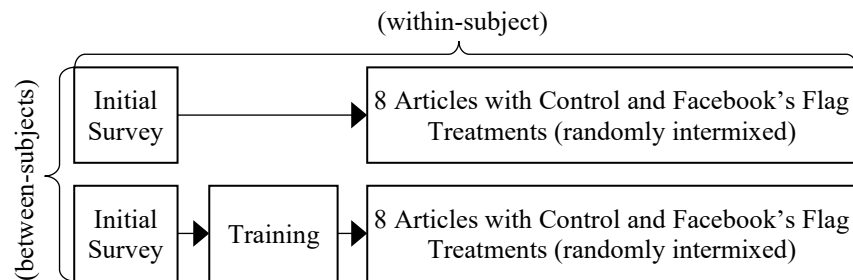 (within-subject)
(between-subjects)
Initial
Survey
8 Articles with Control and Facebook's Flag
Treatments (randomly intermixed)
Initial
Survey
Training
8 Articles with Control and Facebook's Flag
Treatments (randomly intermixed)